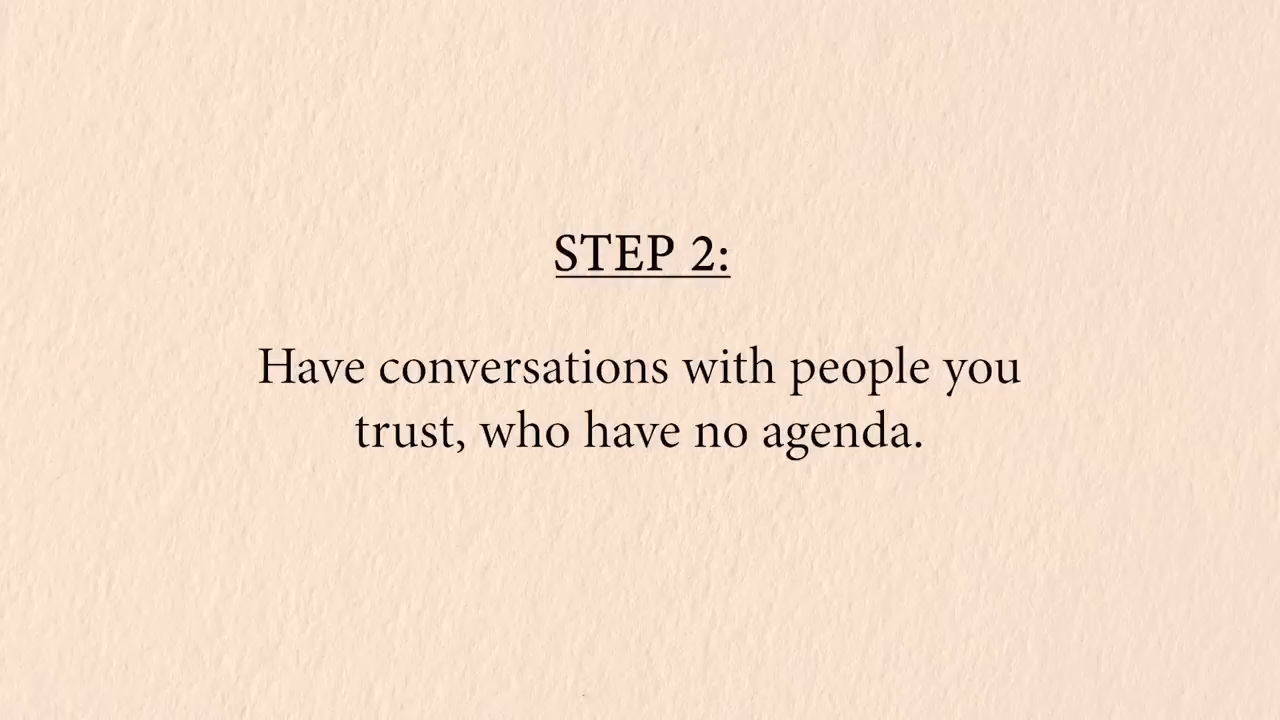 STEP 2:
Have conversations with people you
trust, who have no agenda.